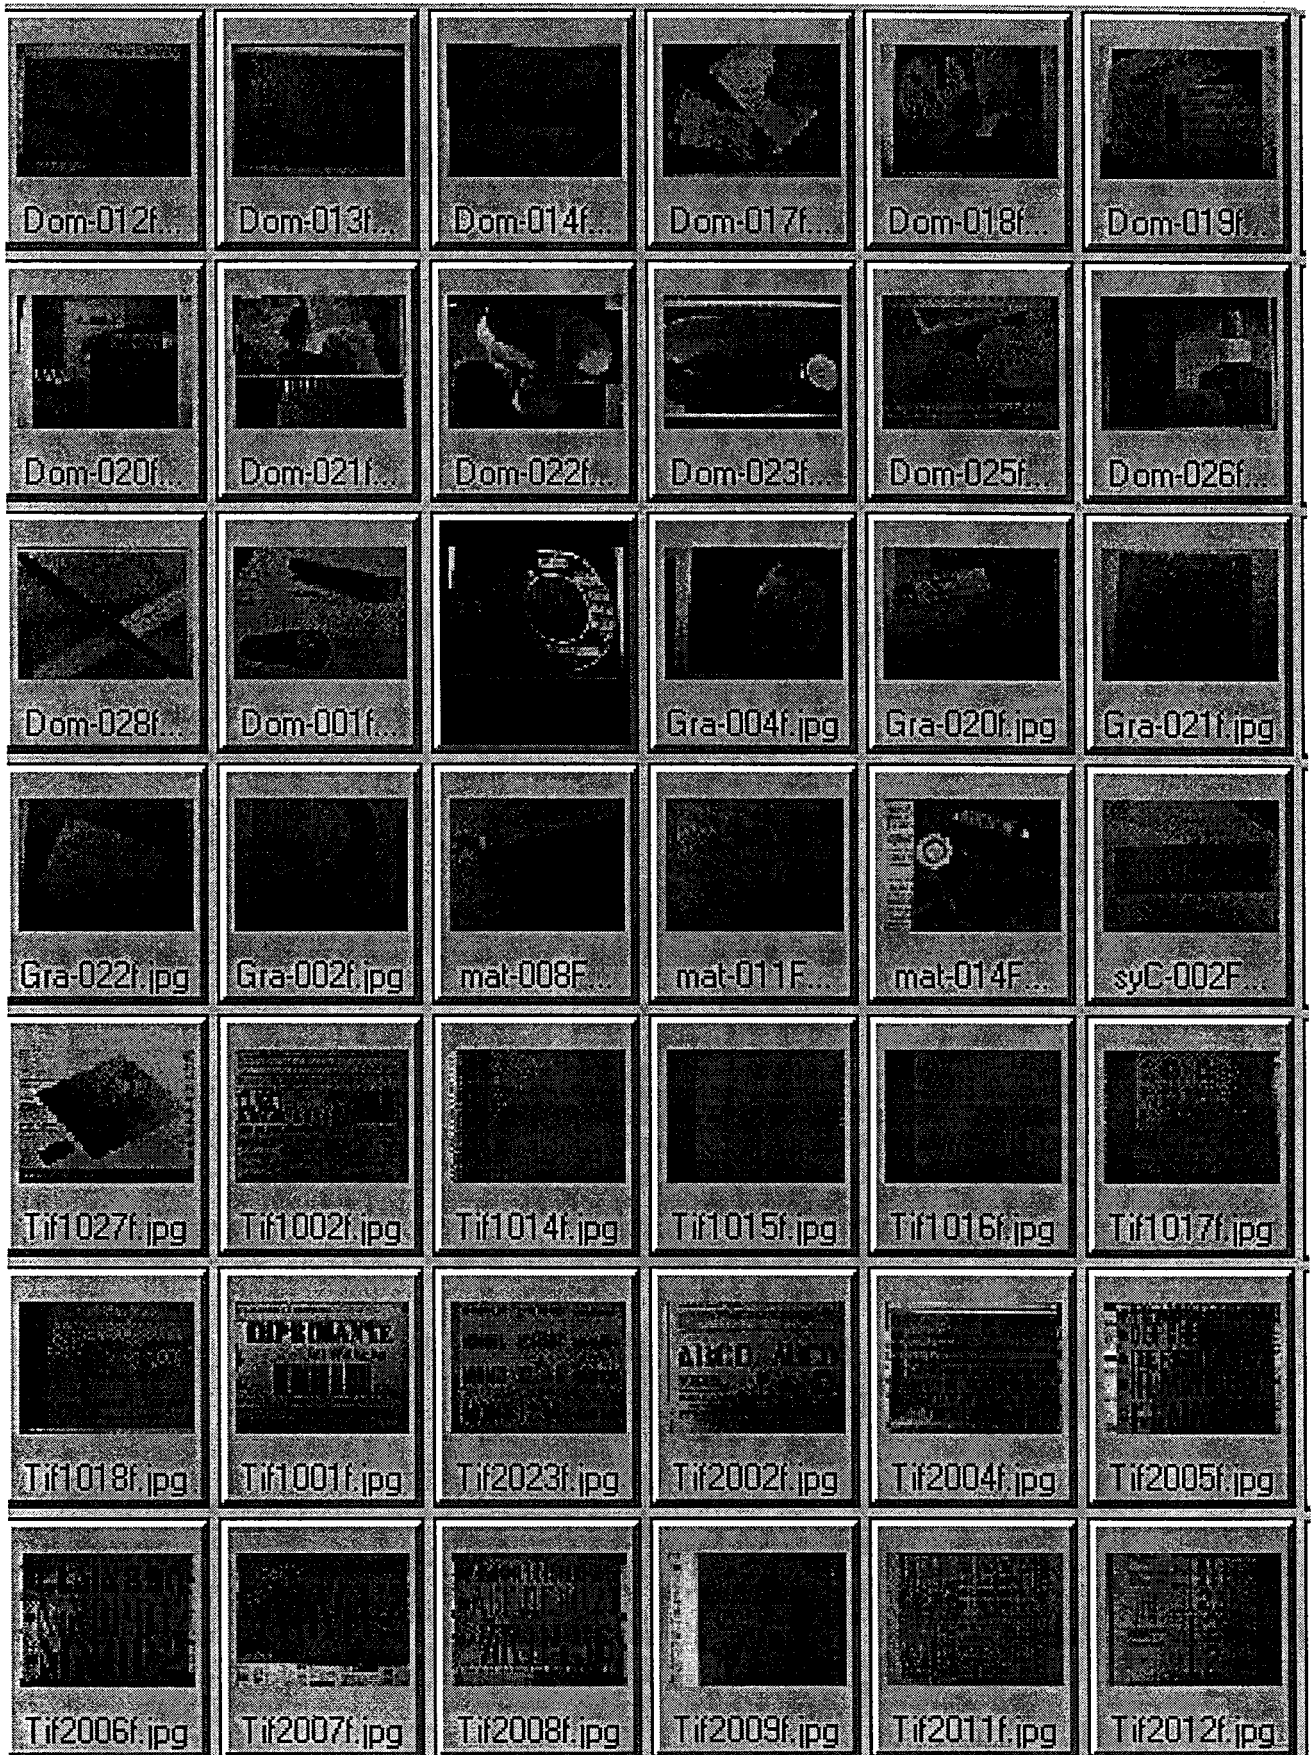 Dom-012f... Dom-013f... Dom-014f... Dom-017f... Dom-018f... Dom-019f...
Dom-020f... Dom-021f... Dom-022f... Dom-023f... Dom-025f... Dom-026f...
Dom-028f... Dom-001f... Gra-004f.jpg Gra-020f.jpg Gra-021f.jpg
Gra-022f.jpg Gra-002f.jpg mat-008F... mat-011F... mat-014F... syC-002F...
Tif1027f.jpg Tif1002f.jpg Tif1014f.jpg Tif1015f.jpg Tif1016f.jpg Tif1017f.jpg
IMPRIMANTE
Tif1018f.jpg Tif1001f.jpg Tif2023f.jpg Tif2002f.jpg Tif2004f.jpg Tif2005f.jpg
Tif2006f.jpg Tif2007f.jpg Tif2008f.jpg Tif2009f.jpg Tif2011f.jpg Tif2012f.jpg